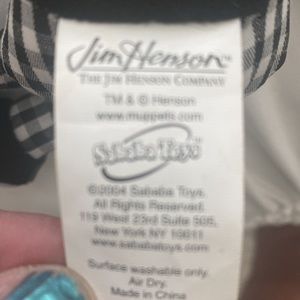 Jim Henson
THE JIM HENSON COMPANY
TM & © Henson
www.muppets.com
Sababa Toys
©2004 Sababa Toys.
All Rights Reserved.
119 West 23rd Suite 505,
New York NY 10011
www.sababatoys.com
Surface washable only.
Air Dry.
Made in China